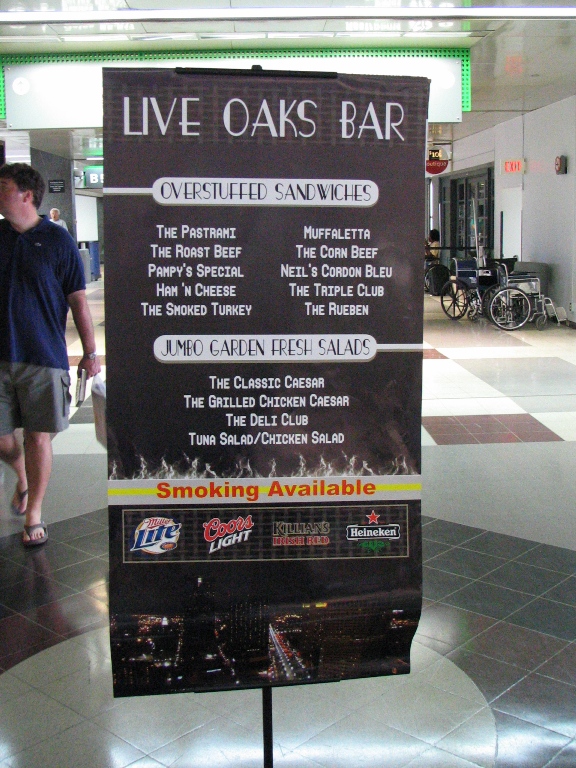 LIVE OAKS BAR
OVERSTUFFED SANDWICHES
THE PASTRAMI
THE ROAST BEEF
PAMPY'S SPECIAL
HAM 'N CHEESE
THE SMOKED TURKEY
MUFFALETTA
THE CORN BEEF
NEIL'S CORDON BLEU
THE TRIPLE CLUB
THE RUEBEN
JUMBO GARDEN FRESH SALADS
THE CLASSIC CAESAR
THE GRILLED CHICKEN CAESAR
THE DELI CLUB
TUNA SALAD/CHICKEN SALAD
Smoking Available
Miller Lite
Coors LIGHT
KILLIAN'S IRISH RED
Heineken
EXIT